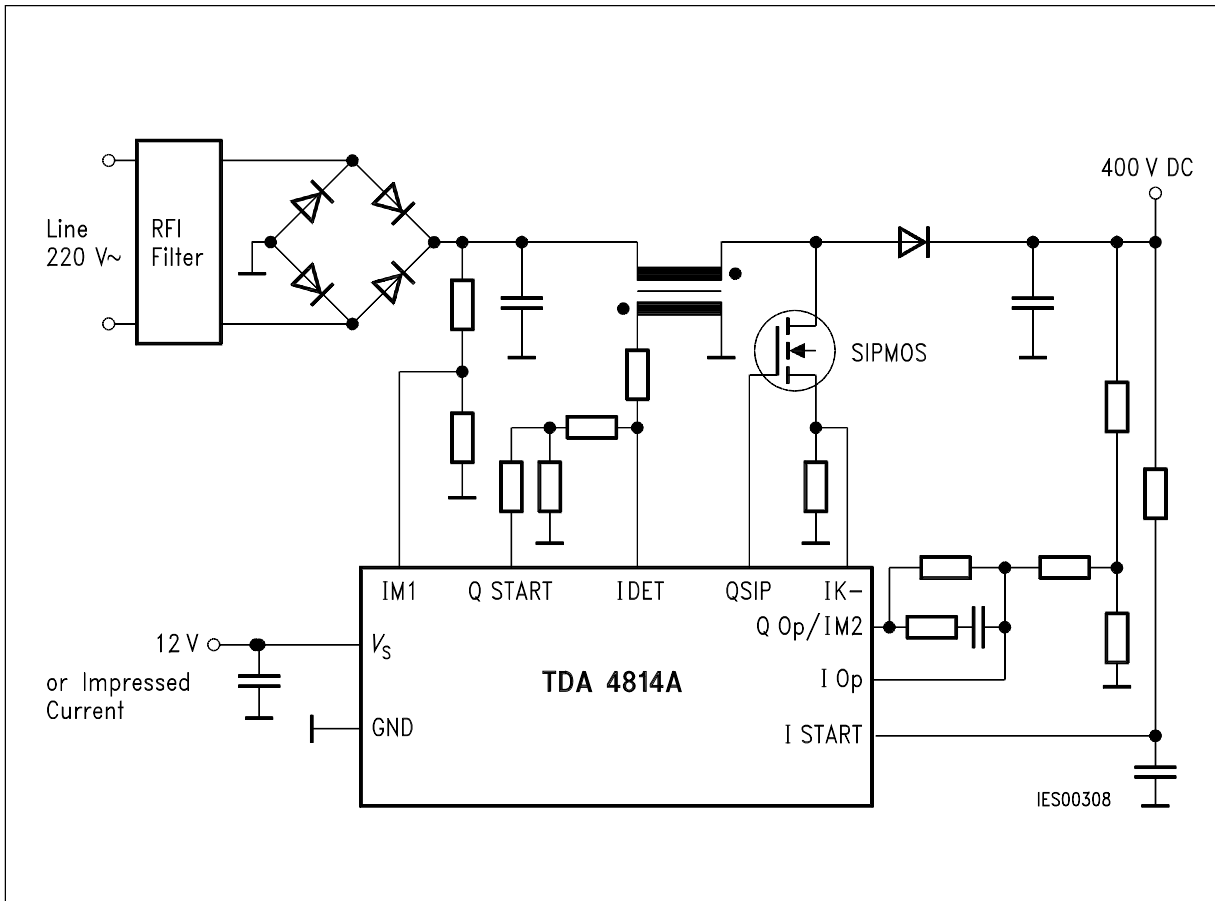 400 V DC
Line
220 V~
RFI
Filter
SIPMOS
IM1
Q START
I DET
QSIP
IK-
Q Op/IM2
12 V
VS
TDA 4814A
I Op
or Impressed
Current
GND
I START
IES00308